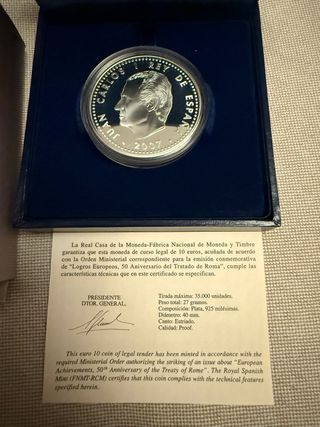 JUAN CARLOS I REY DE ESPAÑA
2007
La Real Casa de la Moneda-Fábrica Nacional de Moneda y Timbre
garantiza que esta moneda de curso legal de 10 euros, acuñada de acuerdo
con la Orden Ministerial correspondiente para la emisión conmemorativa
de "Logros Europeos, 50 Aniversario del Tratado de Roma", cumple las
características técnicas que en este certificado se especifican.
PRESIDENTE
DTOR. GENERAL,
Tirada máxima: 35.000 unidades.
Peso total: 27 gramos.
Composición: Plata, 925 milésimas.
Diámetro: 40 mm.
Canto: Estriado.
Calidad: Proof.
This euro 10 coin of legal tender has been minted in accordance with the
required Ministerial Order authorizing the striking of an issue about "European
Achievements, 50th Anniversary of the Treaty of Rome". The Royal Spanish
Mint (FNMT-RCM) certifies that this coin complies with the technical features
specified herein.